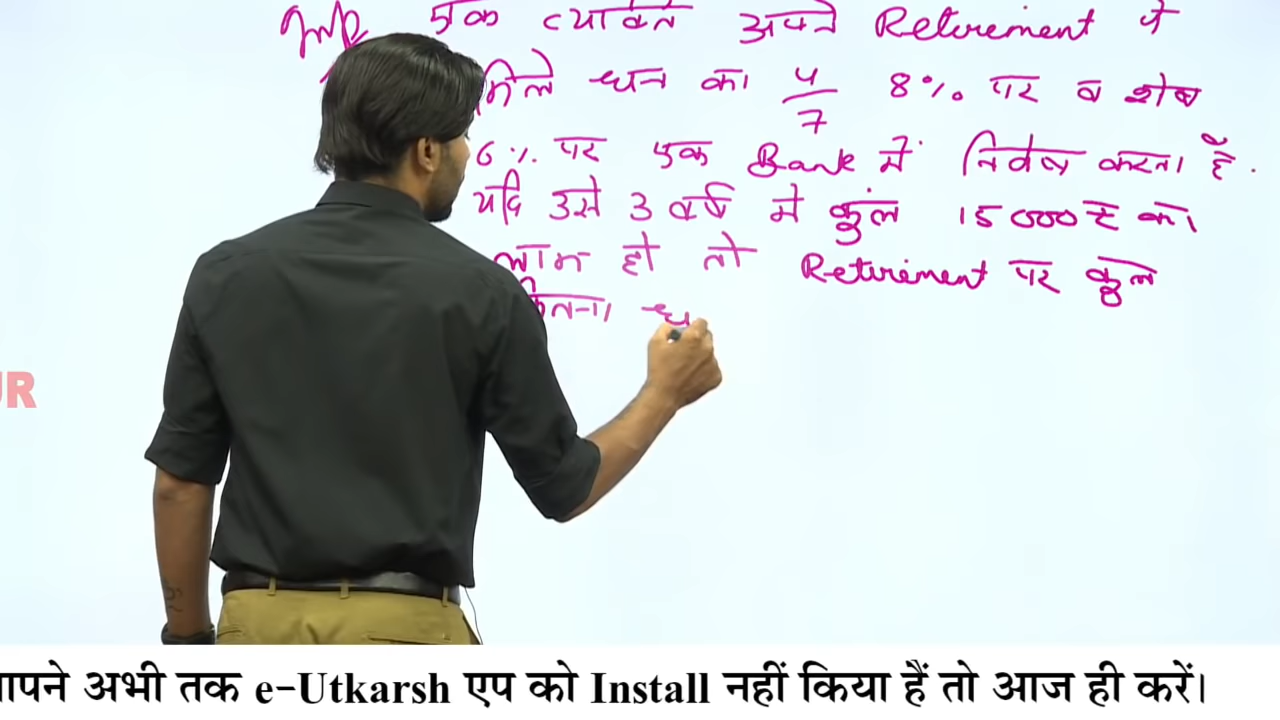 Imp एक व्यक्ति अपने Retirement में
मिले धन का 4/7 8% पर व शेष
6% पर एक Bank में निवेश करता है.
यदि उसे 3 वर्ष में कुल 15000₹ का
लाभ हो तो Retirement पर कुल
कितना ध
UR
आपने अभी तक e-Utkarsh एप को Install नहीं किया हैं तो आज ही करें।